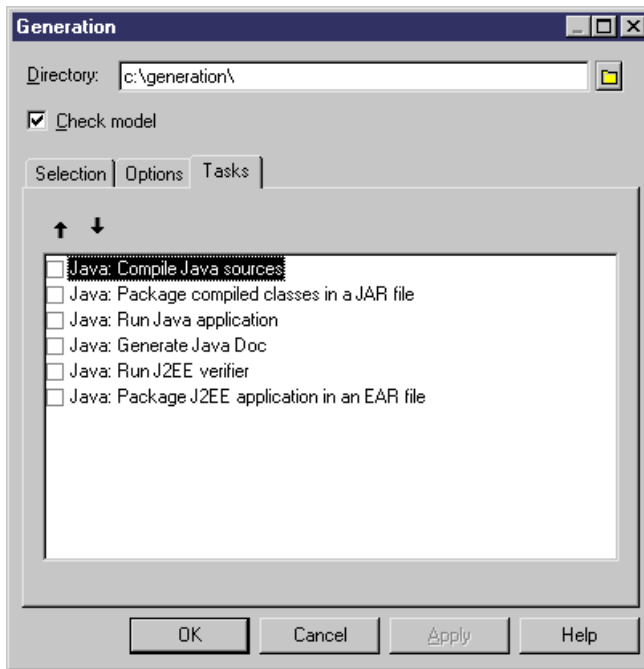 Generation
Directory: c:\generation\
Check model
Selection Options Tasks
Java: Compile Java sources
Java: Package compiled classes in a JAR file
Java: Run Java application
Java: Generate Java Doc
Java: Run J2EE verifier
Java: Package J2EE application in an EAR file
OK Cancel Apply Help